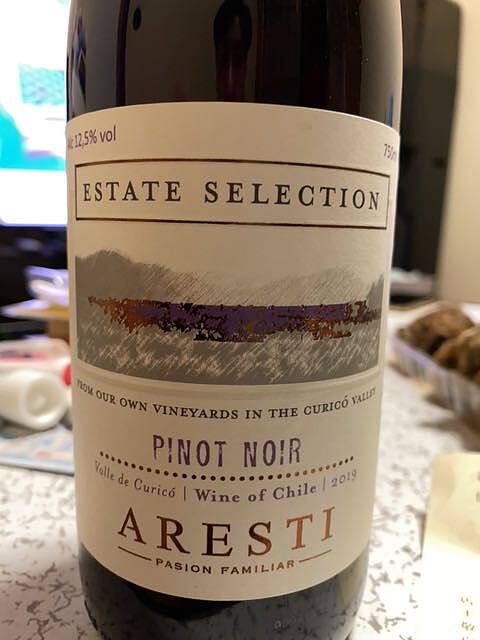 Alc 12,5% vol
750ml
ESTATE SELECTION
FROM OUR OWN VINEYARDS IN THE CURICÓ VALLEY
PINOT NOIR
Valle de Curicó | Wine of Chile | 2019
ARESTI
PASION FAMILIAR